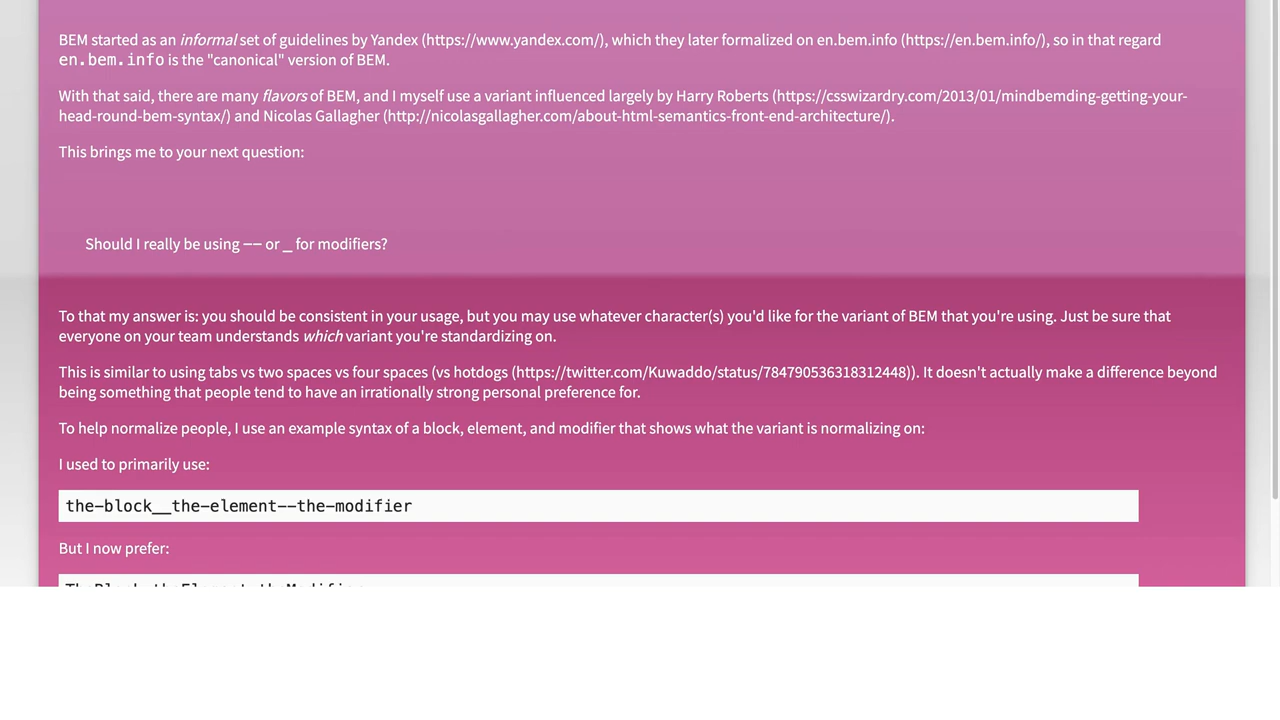 BEM started as an informal set of guidelines by Yandex (https://www.yandex.com/), which they later formalized on en.bem.info (https://en.bem.info/), so in that regard
en.bem.info is the "canonical" version of BEM.
With that said, there are many flavors of BEM, and I myself use a variant influenced largely by Harry Roberts (https://csswizardry.com/2013/01/mindbemding-getting-your-
head-round-bem-syntax/) and Nicolas Gallagher (http://nicolasgallagher.com/about-html-semantics-front-end-architecture/).
This brings me to your next question:
Should I really be using -- or _ for modifiers?
To that my answer is: you should be consistent in your usage, but you may use whatever character(s) you'd like for the variant of BEM that you're using. Just be sure that
everyone on your team understands which variant you're standardizing on.
This is similar to using tabs vs two spaces vs four spaces (vs hotdogs (https://twitter.com/Kuwaddo/status/784790536318312448)). It doesn't actually make a difference beyond
being something that people tend to have an irrationally strong personal preference for.
To help normalize people, I use an example syntax of a block, element, and modifier that shows what the variant is normalizing on:
I used to primarily use:
the-block__the-element--the-modifier
But I now prefer: